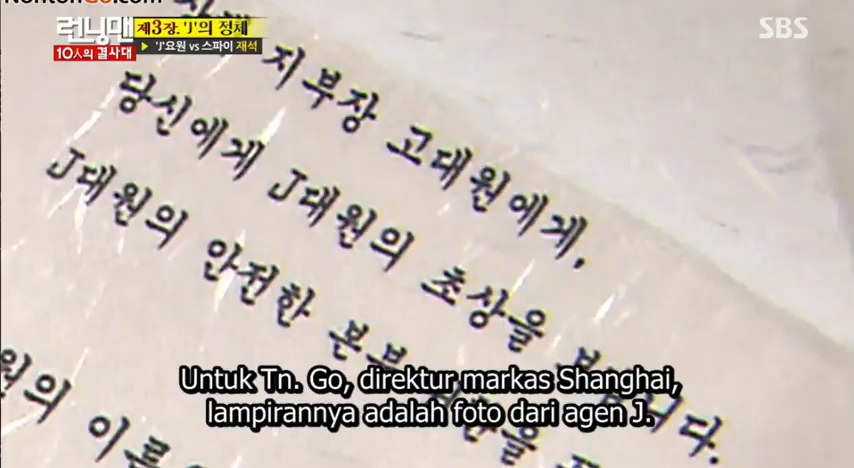 NontonGo.com
런닝맨
10人의 결사대
제3장. 'J'의 정체
▶ 'J'요원 vs 스파이 재석
SBS
지부장 고대원에게,
당신에게 J대원의 초상을
J대원의 안전한
원의
Untuk Tn. Go, direktur markas Shanghai,
lampirannya adalah foto dari agen J.